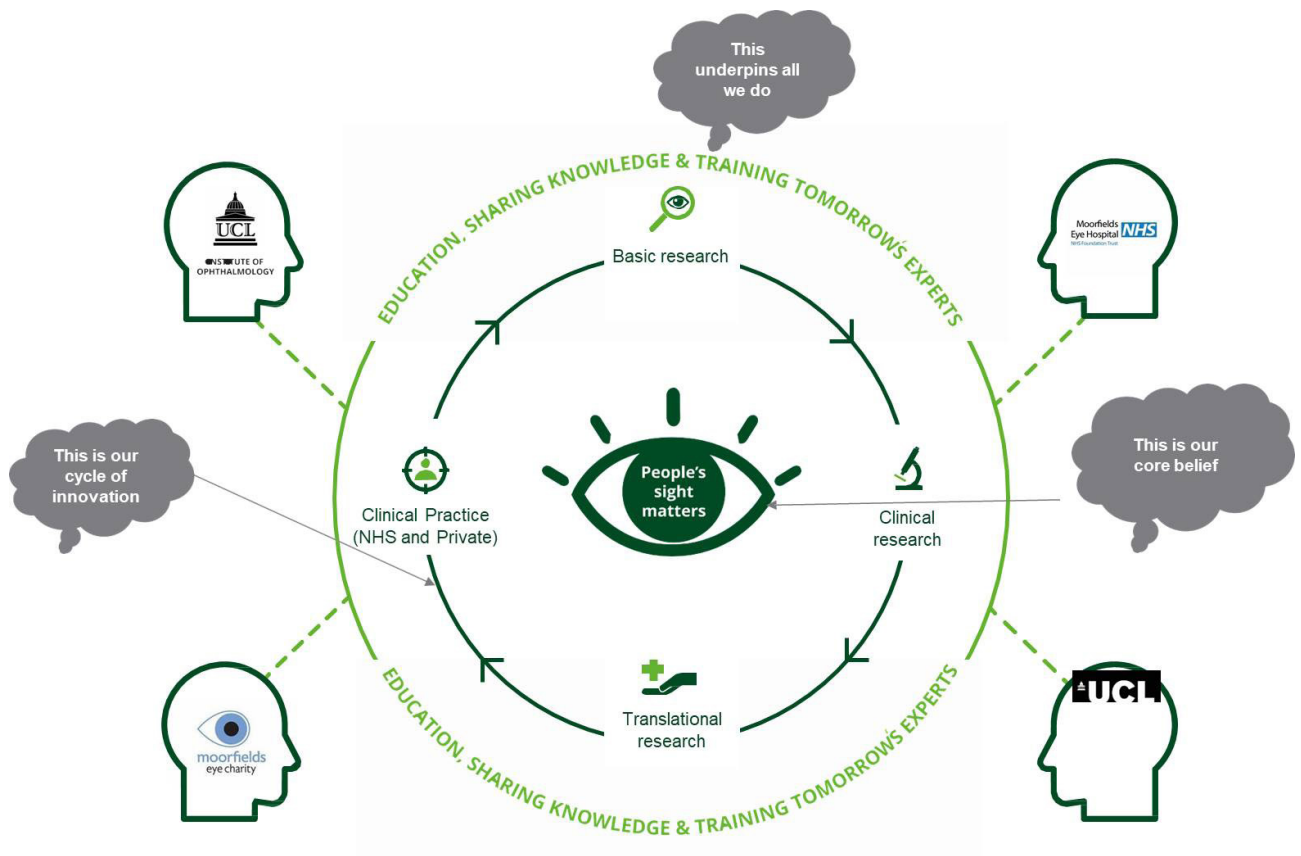 This
underpins all
we do
EDUCATION, SHARING KNOWLEDGE & TRAINING TOMORROW'S EXPERTS
UCL
INSTITUTE OF
OPHTHALMOLOGY
Moorfields
Eye Hospital NHS
NHS Foundation Trust
Basic research
This is our
cycle of
innovation
Clinical Practice
(NHS and Private)
People's
sight
matters
Clinical
research
This is our
core belief
Translational
research
moorfields
eye charity
UCL
EDUCATION, SHARING KNOWLEDGE & TRAINING TOMORROW'S EXPERTS